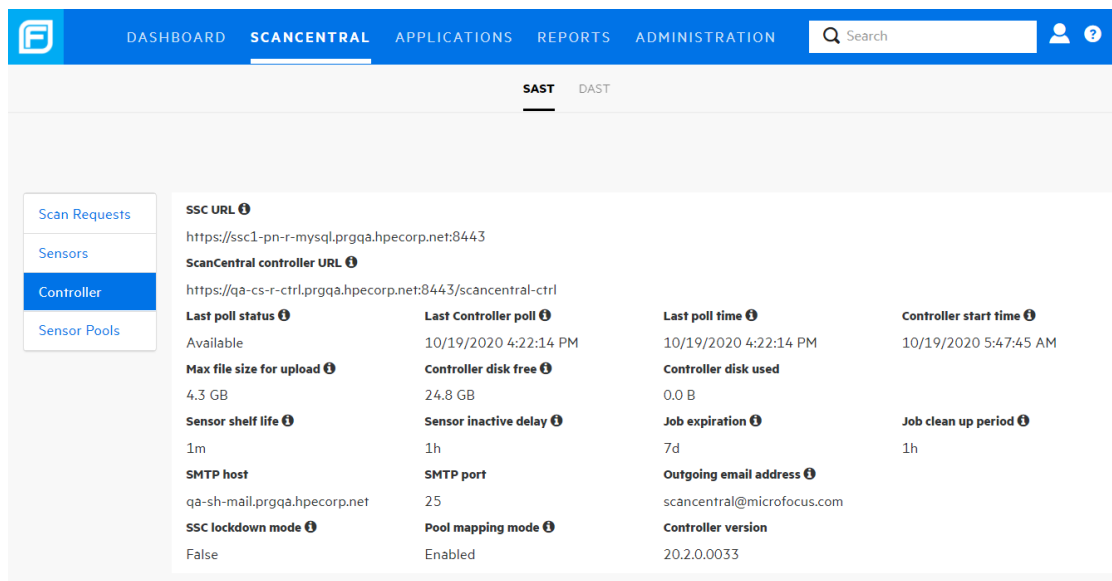 F DASHBOARD SCANCENTRAL APPLICATIONS REPORTS ADMINISTRATION Search ?
SAST DAST
Scan Requests
Sensors
Controller
Sensor Pools
SSC URL
https://ssc1-pn-r-mysql.prgqa.hpecorp.net:8443
ScanCentral controller URL
https://qa-cs-r-ctrl.prgqa.hpecorp.net:8443/scancentral-ctrl
Last poll status Last Controller poll Last poll time Controller start time
Available 10/19/2020 4:22:14 PM 10/19/2020 4:22:14 PM 10/19/2020 5:47:45 AM
Max file size for upload Controller disk free Controller disk used
4.3 GB 24.8 GB 0.0 B
Sensor shelf life Sensor inactive delay Job expiration Job clean up period
1m 1h 7d 1h
SMTP host SMTP port Outgoing email address
qa-sh-mail.prgqa.hpecorp.net 25 scancentral@microfocus.com
SSC lockdown mode Pool mapping mode Controller version
False Enabled 20.2.0.0033